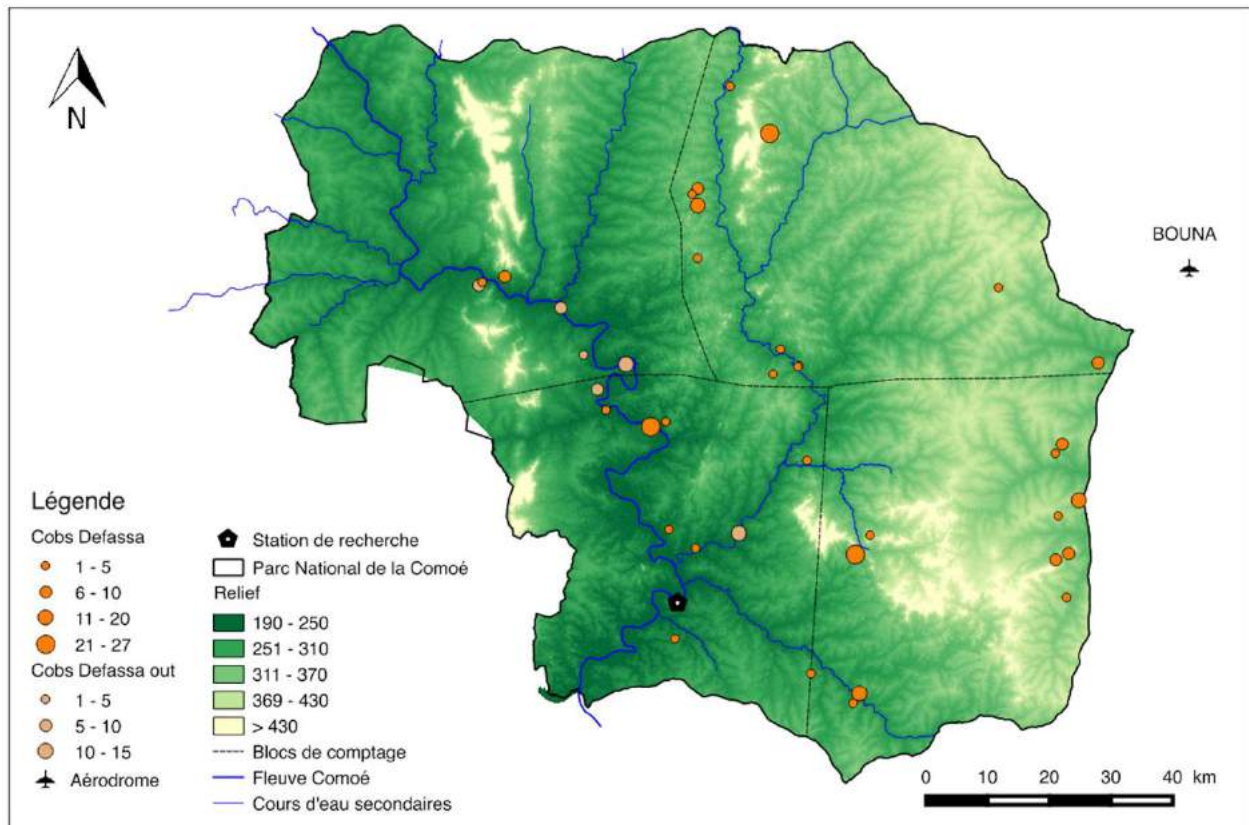 N
BOUNA
Légende
Cobs Defassa
1 - 5
6 - 10
11 - 20
21 - 27
Cobs Defassa out
1 - 5
5 - 10
10 - 15
Aérodrome
Station de recherche
Parc National de la Comoé
Relief
190 - 250
251 - 310
311 - 370
369 - 430
> 430
Blocs de comptage
Fleuve Comoé
Cours d'eau secondaires
0 10 20 30 40 km